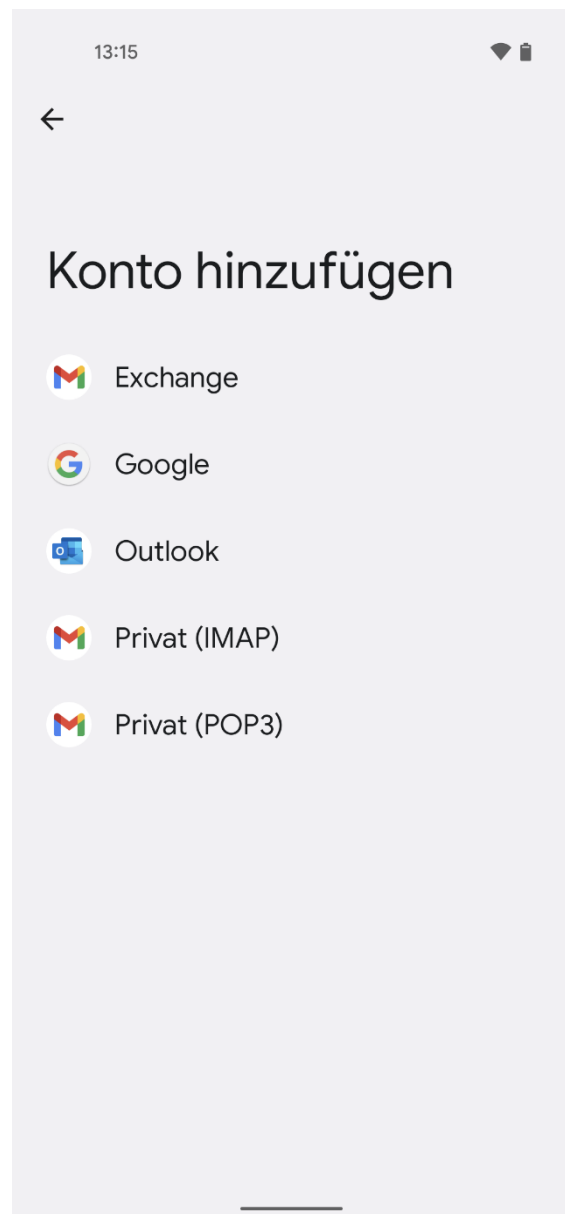 13:15
Konto hinzufügen
Exchange
Google
Outlook
Privat (IMAP)
Privat (POP3)